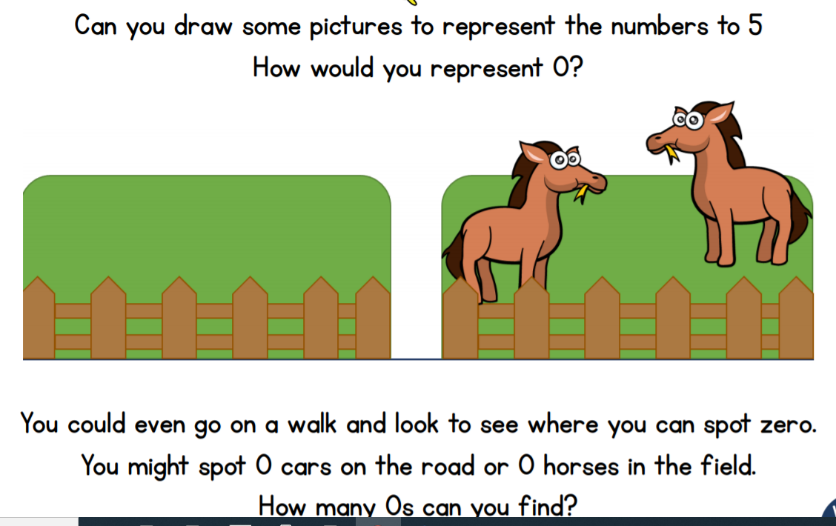 Can you draw some pictures to represent the numbers to 5
How would you represent 0?
You could even go on a walk and look to see where you can spot zero.
You might spot 0 cars on the road or 0 horses in the field.
How many 0s can you find?